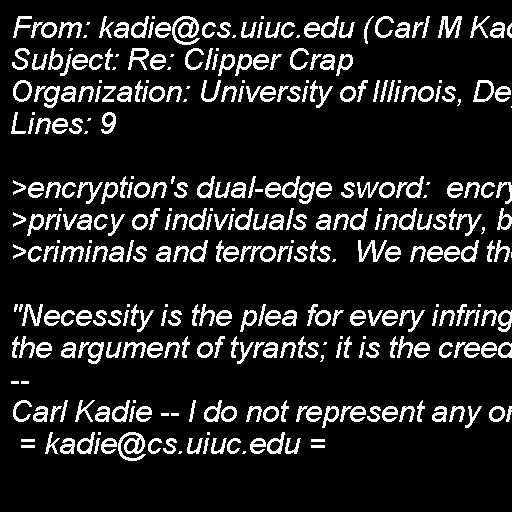 From: kadie@cs.uiuc.edu (Carl M Kad
Subject: Re: Clipper Crap
Organization: University of Illinois, De
Lines: 9

>encryption's dual-edge sword:  encry
>privacy of individuals and industry, b
>criminals and terrorists.  We need the

"Necessity is the plea for every infring
the argument of tyrants; it is the creed
--
Carl Kadie -- I do not represent any or
 = kadie@cs.uiuc.edu =